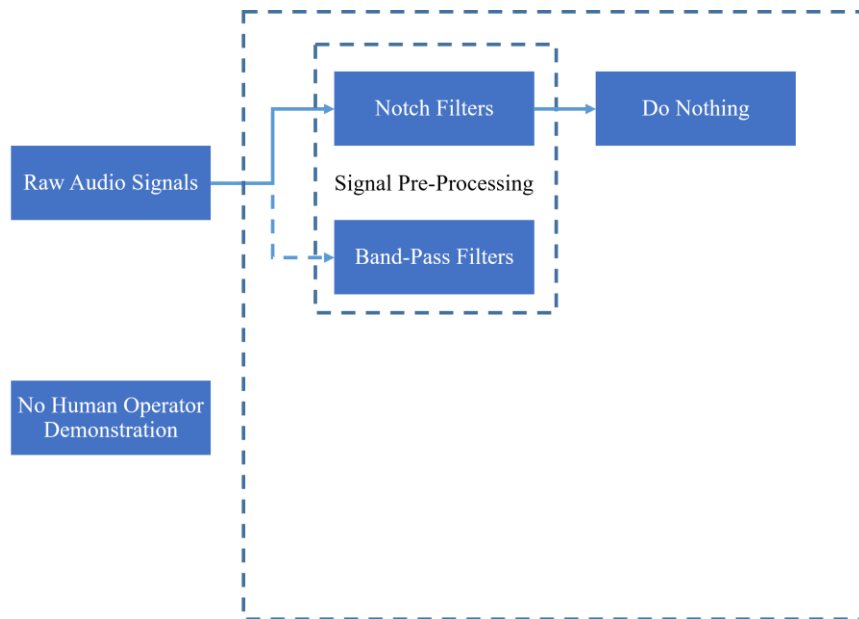 Notch Filters
Do Nothing
Raw Audio Signals
Signal Pre-Processing
Band-Pass Filters
No Human Operator
Demonstration